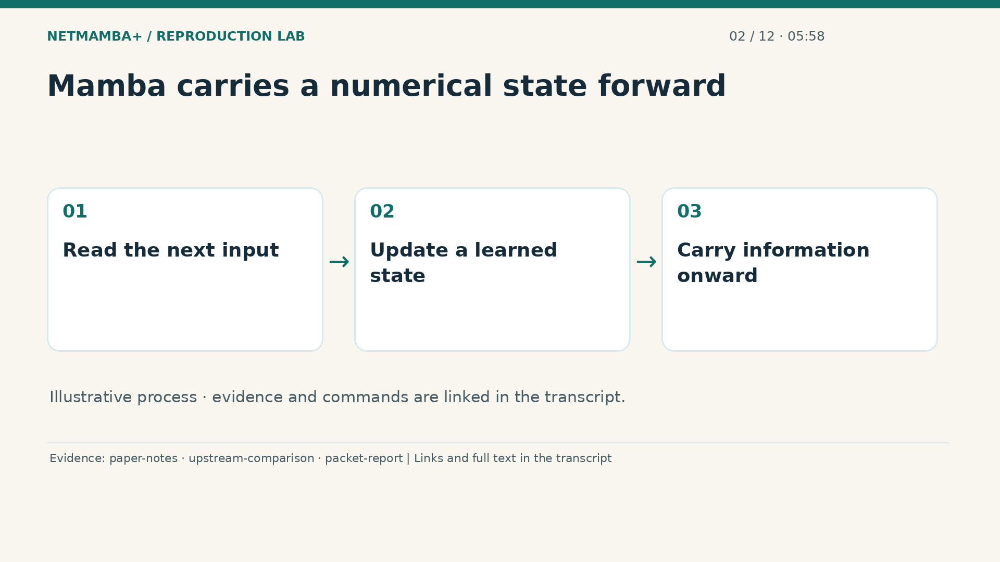 NETMAMBA+ / REPRODUCTION LAB
02 / 12 · 05:58
Mamba carries a numerical state forward
01
Read the next input
→
02
Update a learned
state
→
03
Carry information
onward
Illustrative process · evidence and commands are linked in the transcript.
Evidence: paper-notes · upstream-comparison · packet-report | Links and full text in the transcript